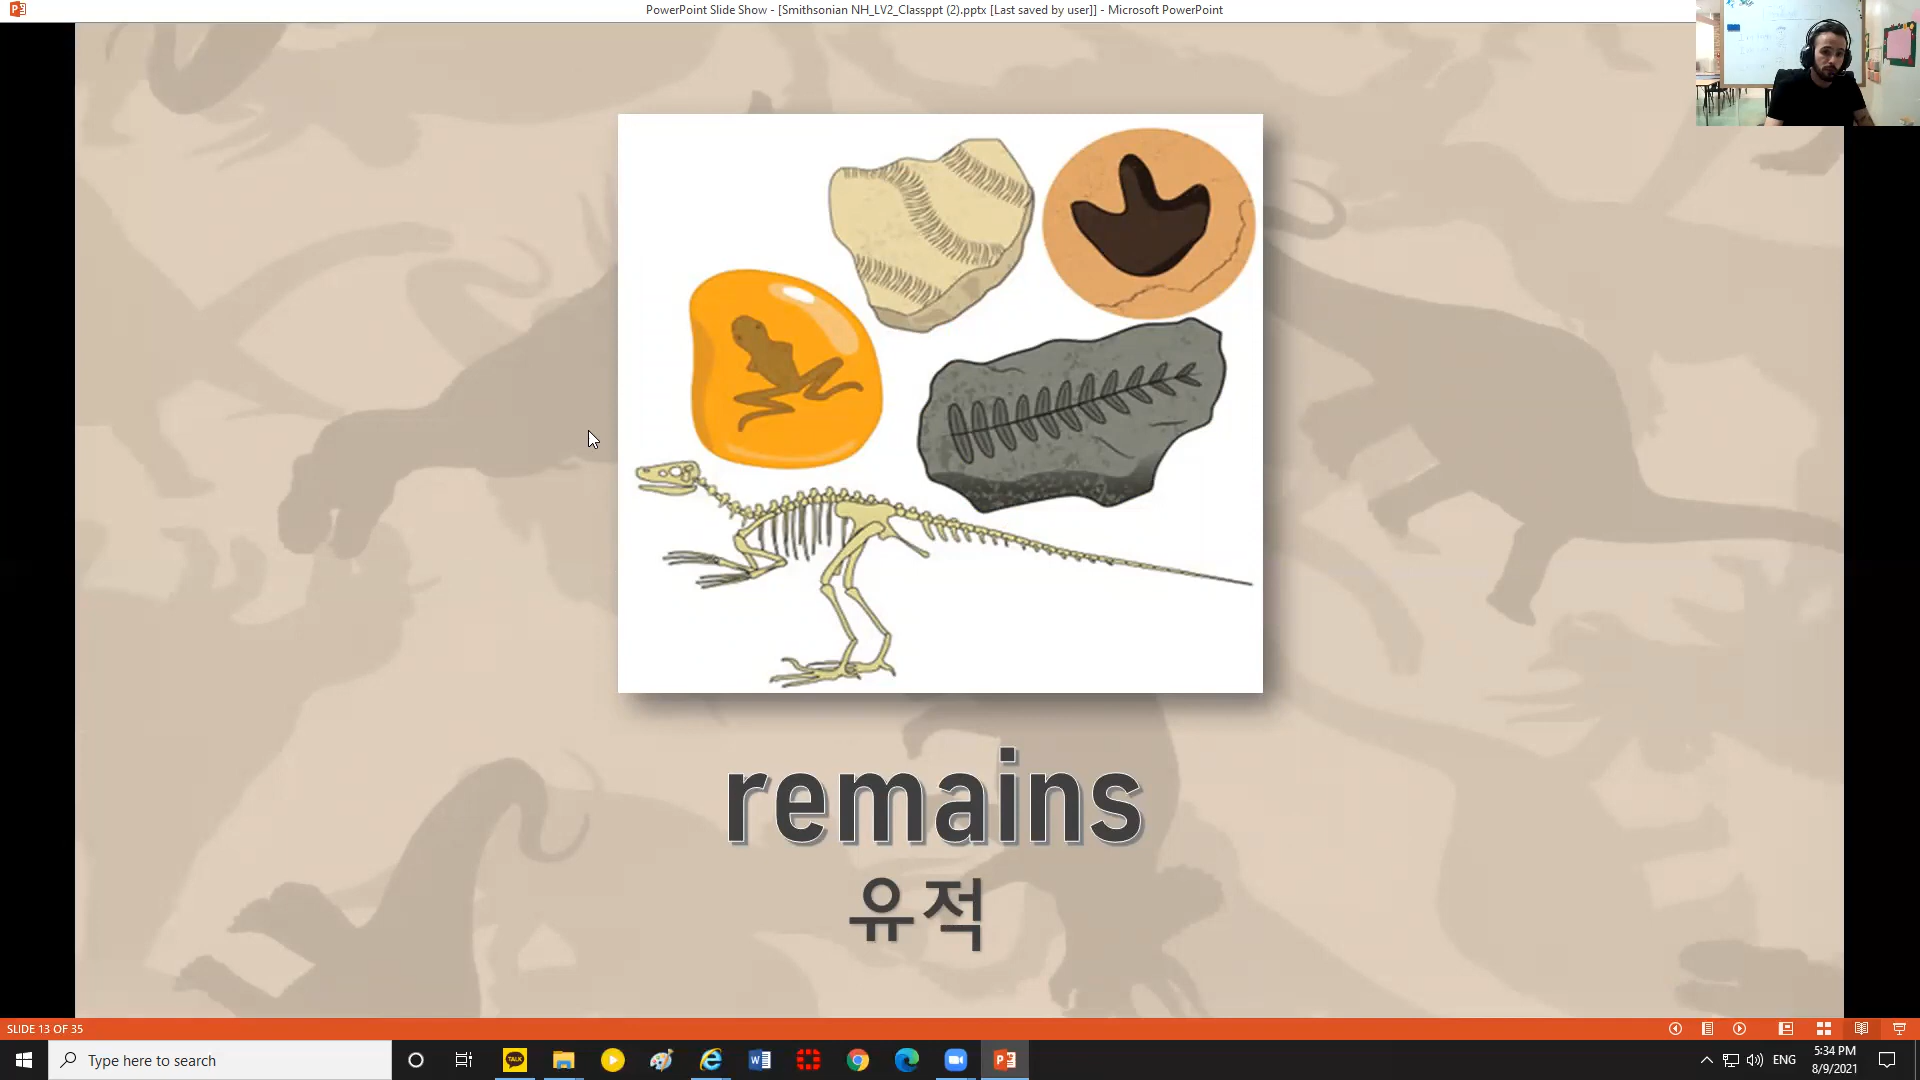 PowerPoint Slide Show - [Smithsonian NH_LV2_Classppt (2).pptx [Last saved by user]] - Microsoft PowerPoint
remains
유적
SLIDE 13 OF 35
Type here to search
TALK
ENG
5:34 PM
8/9/2021